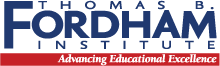 THOMAS B.
FORDHAM
INSTITUTE
Advancing Educational Excellence